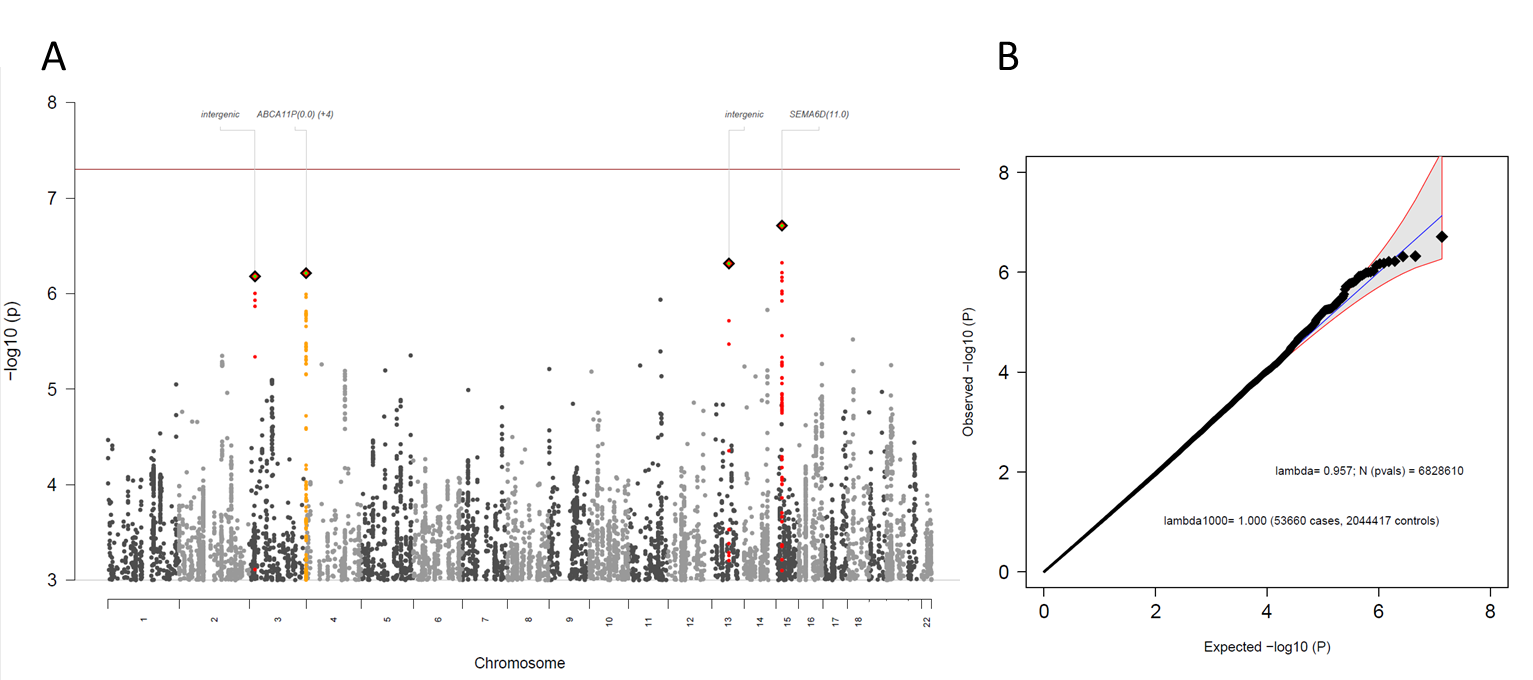 A
B
8
7
6
5
4
3
−log10 (p)
intergenic
ABCA11P(0.0) (+4)
intergenic
SEMA6D(11.0)
1
2
3
4
5
6
7
8
9
10
11
12
13
14
15
16
17
18
22
Chromosome
8
6
4
2
0
Observed −log10 (P)
lambda= 0.957; N (pvals) = 6828610
lambda1000= 1.000 (53660 cases, 2044417 controls)
0
2
4
6
8
Expected −log10 (P)